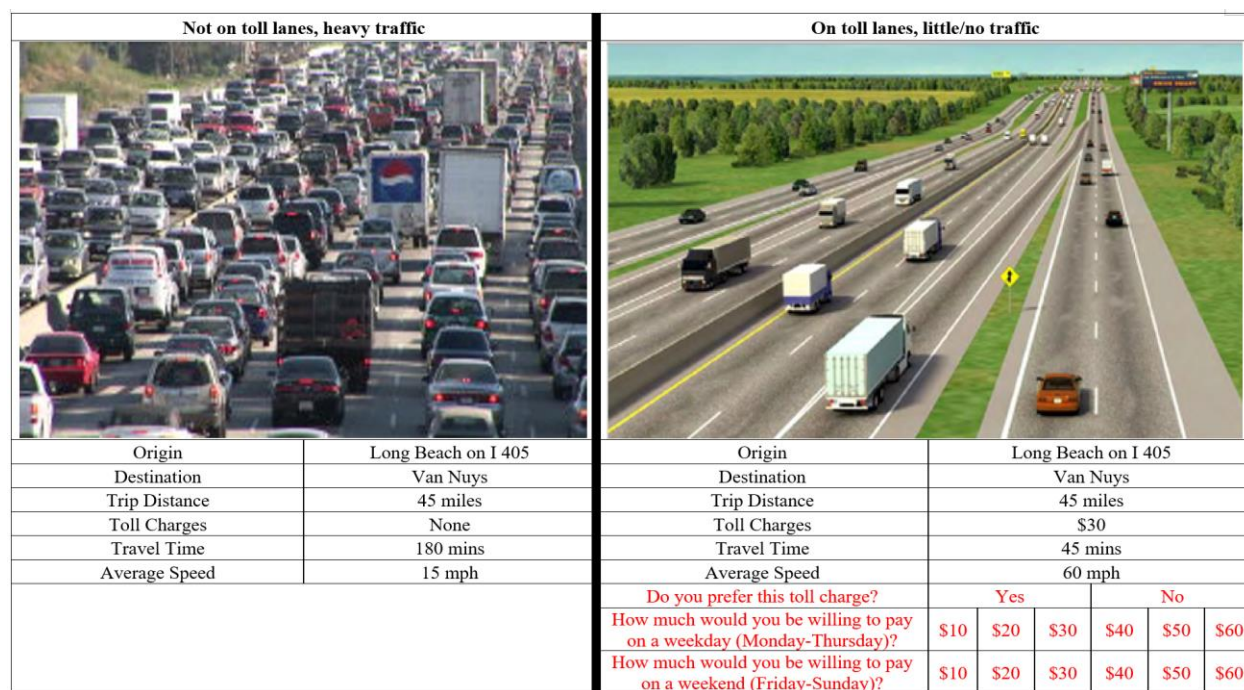 Not on toll lanes, heavy traffic
On toll lanes, little/no traffic
Origin Long Beach on I 405
Destination Van Nuys
Trip Distance 45 miles
Toll Charges None
Travel Time 180 mins
Average Speed 15 mph
Origin Long Beach on I 405
Destination Van Nuys
Trip Distance 45 miles
Toll Charges $30
Travel Time 45 mins
Average Speed 60 mph
Do you prefer this toll charge? Yes No
How much would you be willing to pay
on a weekday (Monday-Thursday)? $10 $20 $30 $40 $50 $60
How much would you be willing to pay
on a weekend (Friday-Sunday)? $10 $20 $30 $40 $50 $60